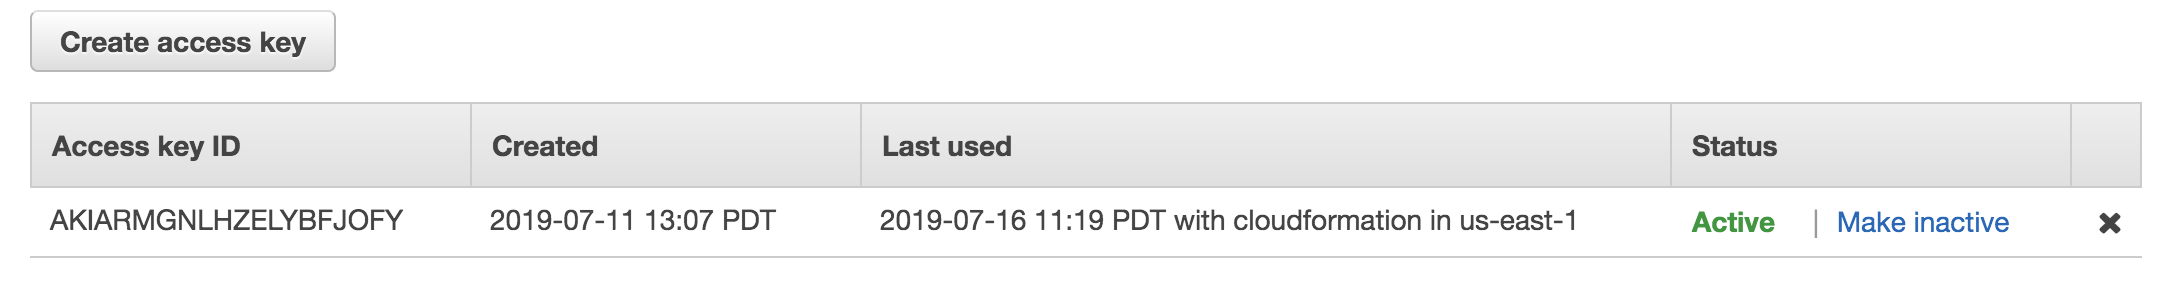 Create access key
Access key ID Created Last used Status
AKIARMGNLHZELYBFJOFY 2019-07-11 13:07 PDT 2019-07-16 11:19 PDT with cloudformation in us-east-1 Active | Make inactive ✖